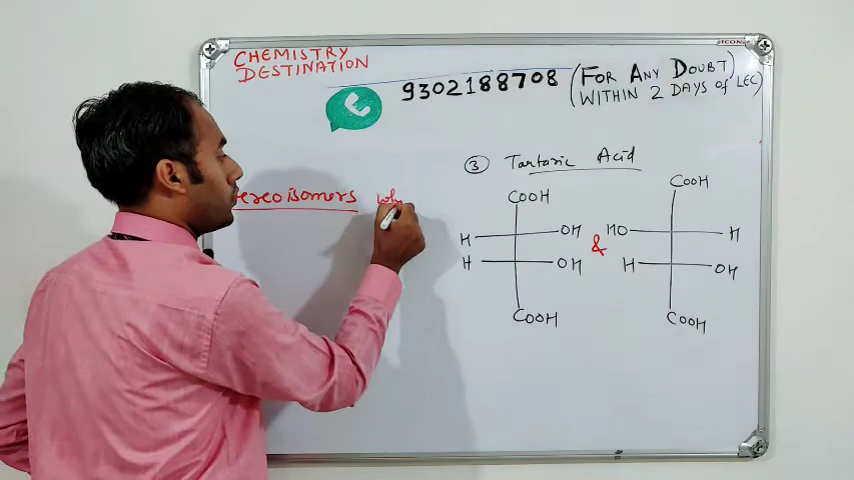 CHEMISTRY
DESTINATION
9302188708 (FOR ANY DOUBT)
(WITHIN 2 DAYS of LEC)
③ Tartaric Acid
COOH
COOH
H OH & HO H
H OH H OH
COOH
COOH
ereoisomers